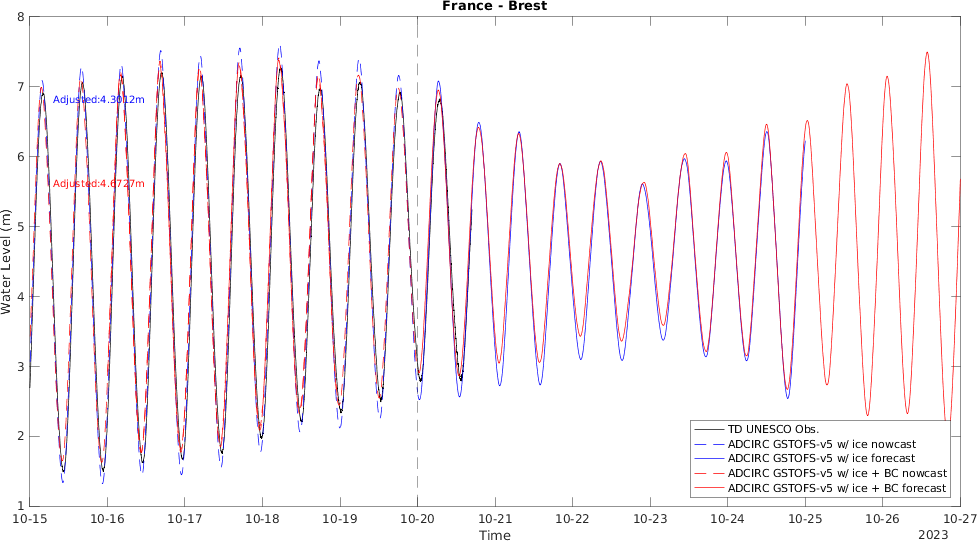 France - Brest
8
7
6
5
4
3
2
1
Water Level (m)
Adjusted:4.3012m
Adjusted:4.6727m
TD UNESCO Obs.
ADCIRC GSTOFS-v5 w/ ice nowcast
ADCIRC GSTOFS-v5 w/ ice forecast
ADCIRC GSTOFS-v5 w/ ice + BC nowcast
ADCIRC GSTOFS-v5 w/ ice + BC forecast
10-15 10-16 10-17 10-18 10-19 10-20 10-21 10-22 10-23 10-24 10-25 10-26 10-27
Time
2023